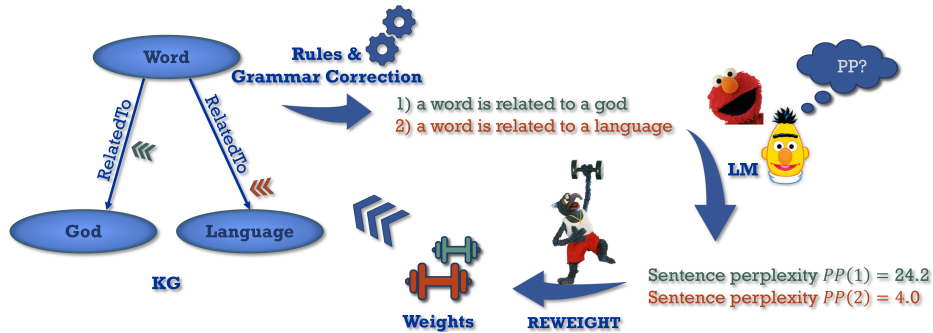 Word
RelatedTo
RelatedTo
God
Language
KG
Rules &
Grammar Correction
1) a word is related to a god
2) a word is related to a language
PP?
LM
Sentence perplexity PP(1) = 24.2
Sentence perplexity PP(2) = 4.0
REWEIGHT
Weights